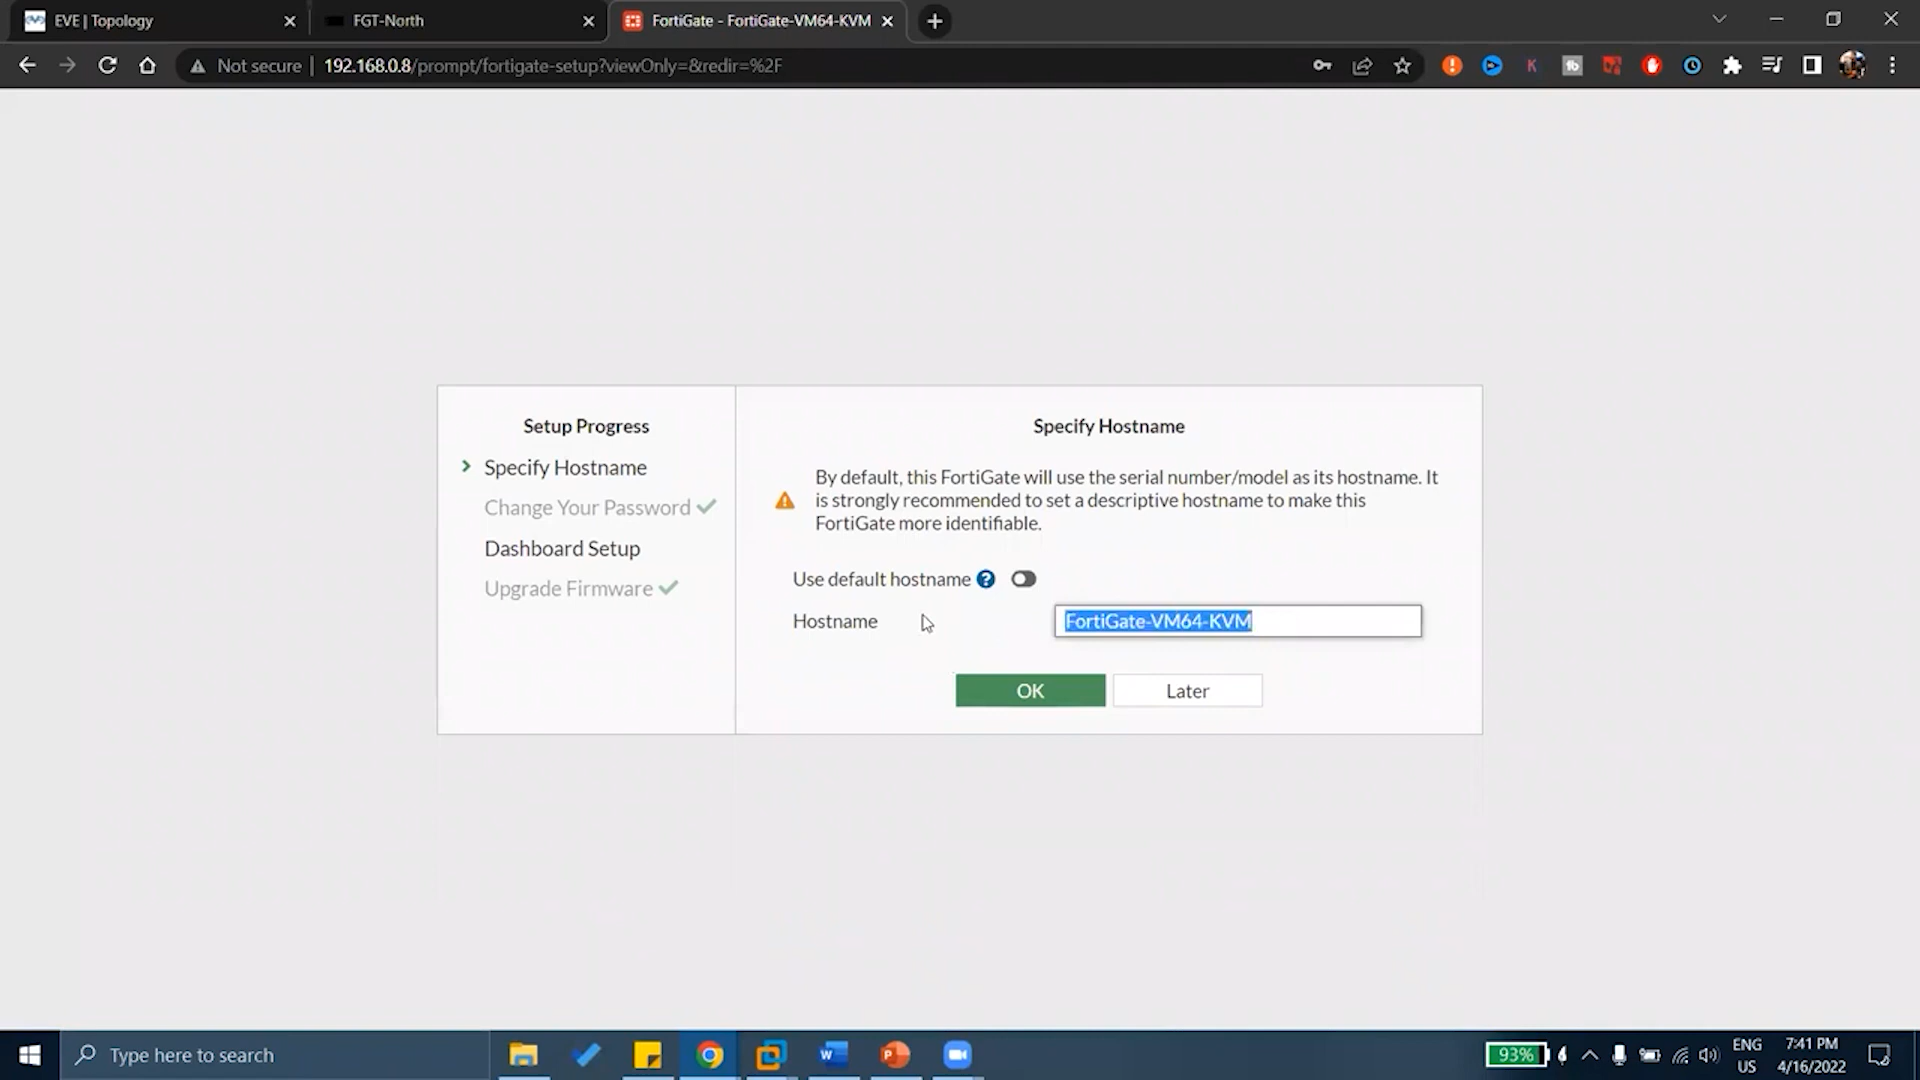 EVE | Topology
FGT-North
FortiGate - FortiGate-VM64-KVM
Not secure
192.168.0.8/prompt/fortigate-setup?viewOnly=&redir=%2F
Setup Progress
Specify Hostname
Change Your Password
Dashboard Setup
Upgrade Firmware
Specify Hostname
By default, this FortiGate will use the serial number/model as its hostname. It
is strongly recommended to set a descriptive hostname to make this
FortiGate more identifiable.
Use default hostname
Hostname
FortiGate-VM64-KVM
OK
Later
Type here to search
93%
ENG
US
7:41 PM
4/16/2022